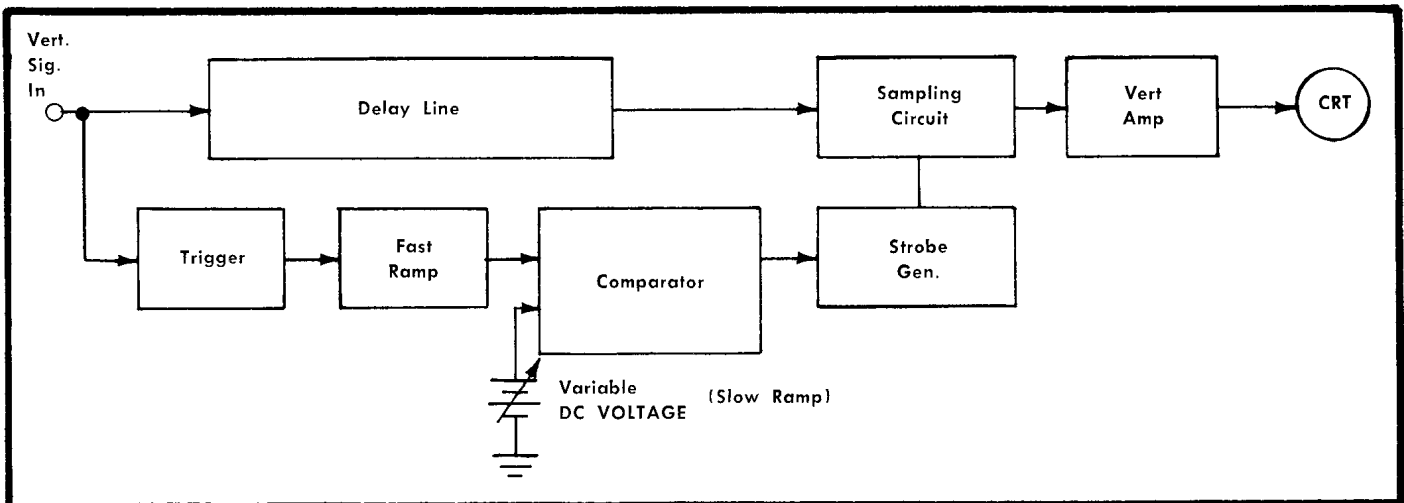 Vert.
Sig.
In
Delay Line
Sampling
Circuit
Vert
Amp
CRT
Trigger
Fast
Ramp
Comparator
Strobe
Gen.
Variable
DC VOLTAGE
(Slow Ramp)